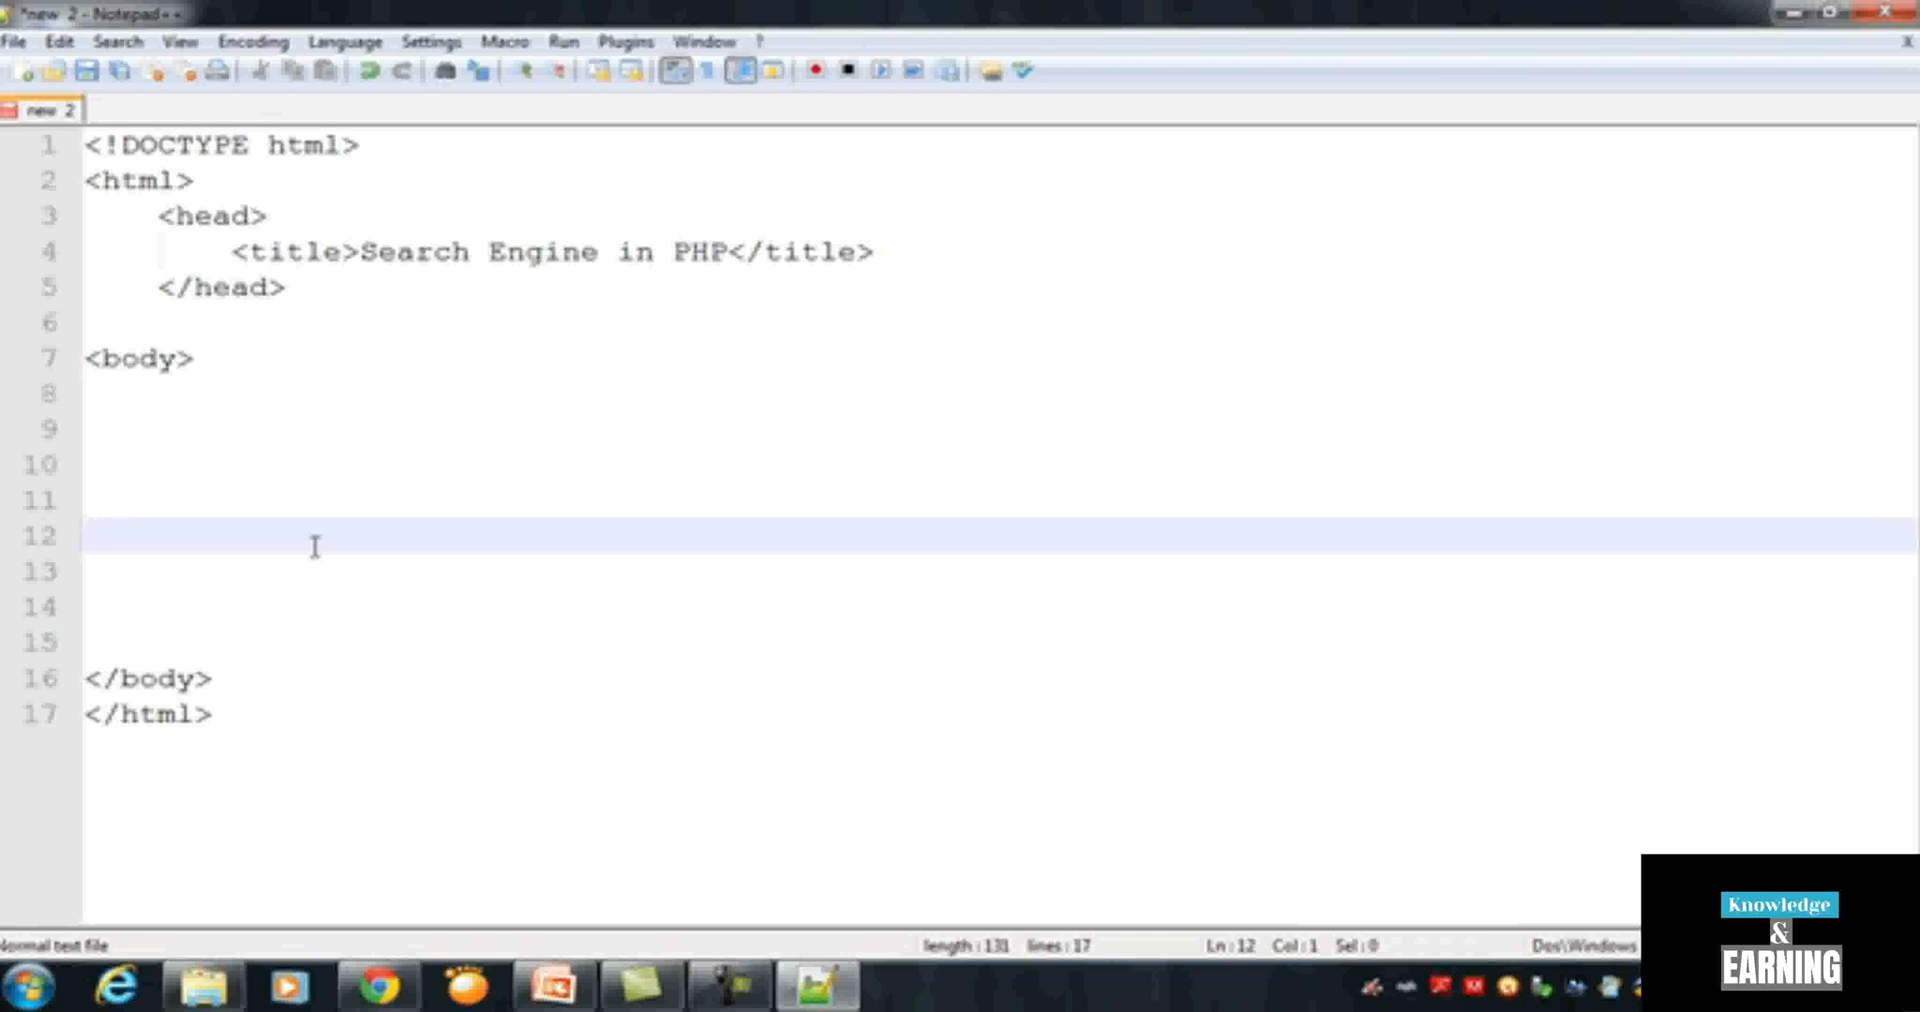 *new 2 - Notepad++
File Edit Search View Encoding Language Settings Macro Run Plugins Window ?
X
new 2
1 <!DOCTYPE html>
2 <html>
3 <head>
4 <title>Search Engine in PHP</title>
5 </head>
6
7 <body>
8
9
10
11
12
13
14
15
16 </body>
17 </html>
Normal text file length : 131 lines : 17 Ln : 12 Col : 1 Sel : 0 Dos\Windows
Knowledge
&
EARNING